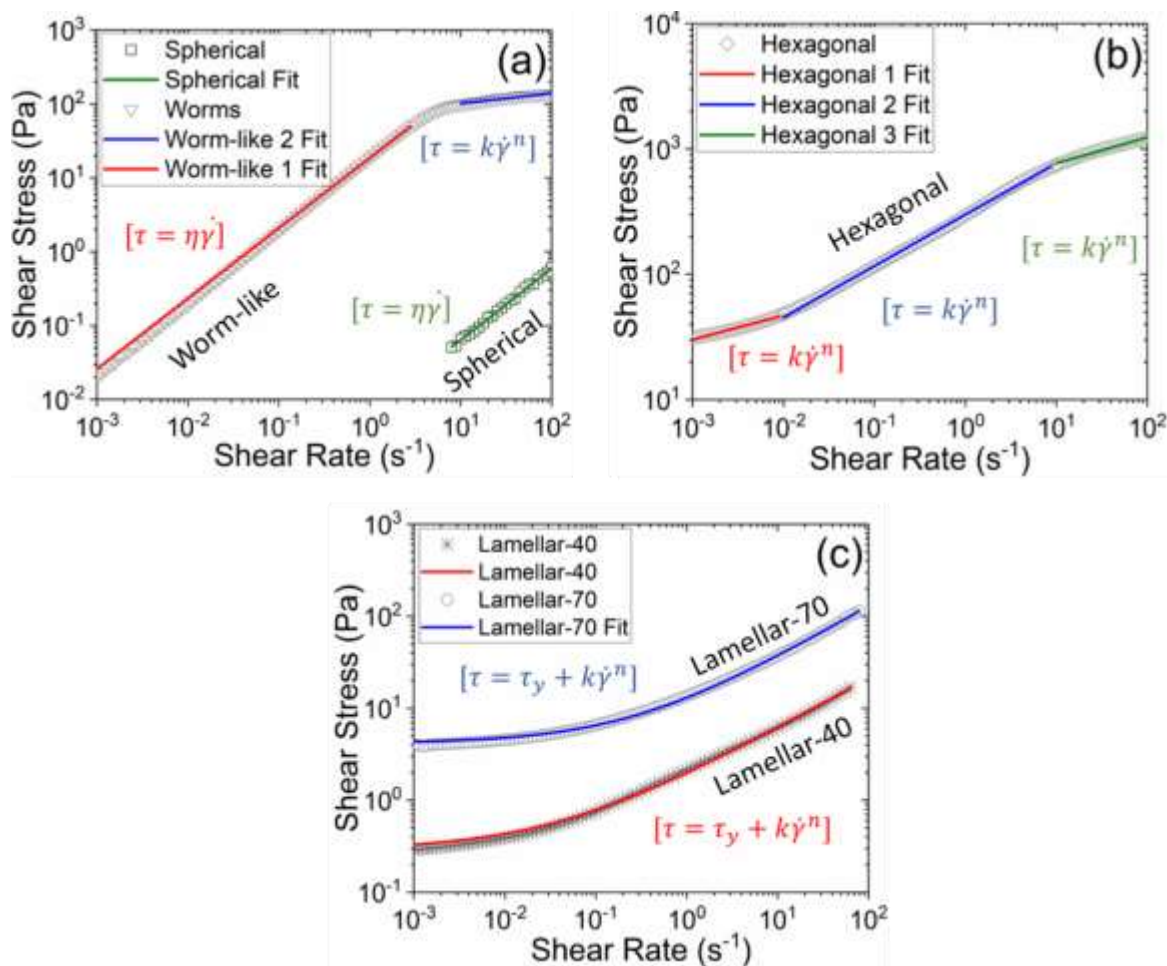 (a)
Spherical
Spherical Fit
Worms
Worm-like 2 Fit
Worm-like 1 Fit
[τ = kγ̇ⁿ]
[τ = ηγ̇]
[τ = ηγ̇]
Worm-like
Spherical
10³
10²
10¹
10⁰
10⁻¹
10⁻²
Shear Stress (Pa)
10⁻³ 10⁻² 10⁻¹ 10⁰ 10¹ 10²
Shear Rate (s⁻¹)
(b)
Hexagonal
Hexagonal 1 Fit
Hexagonal 2 Fit
Hexagonal 3 Fit
Hexagonal
[τ = kγ̇ⁿ]
[τ = kγ̇ⁿ]
[τ = kγ̇ⁿ]
10⁴
10³
10²
10¹
Shear Stress (Pa)
10⁻³ 10⁻² 10⁻¹ 10⁰ 10¹ 10²
Shear Rate (s⁻¹)
(c)
Lamellar-40
Lamellar-40
Lamellar-70
Lamellar-70 Fit
Lamellar-70
[τ = τᵧ + kγ̇ⁿ]
Lamellar-40
[τ = τᵧ + kγ̇ⁿ]
10³
10²
10¹
10⁰
10⁻¹
Shear Stress (Pa)
10⁻³ 10⁻² 10⁻¹ 10⁰ 10¹ 10²
Shear Rate (s⁻¹)